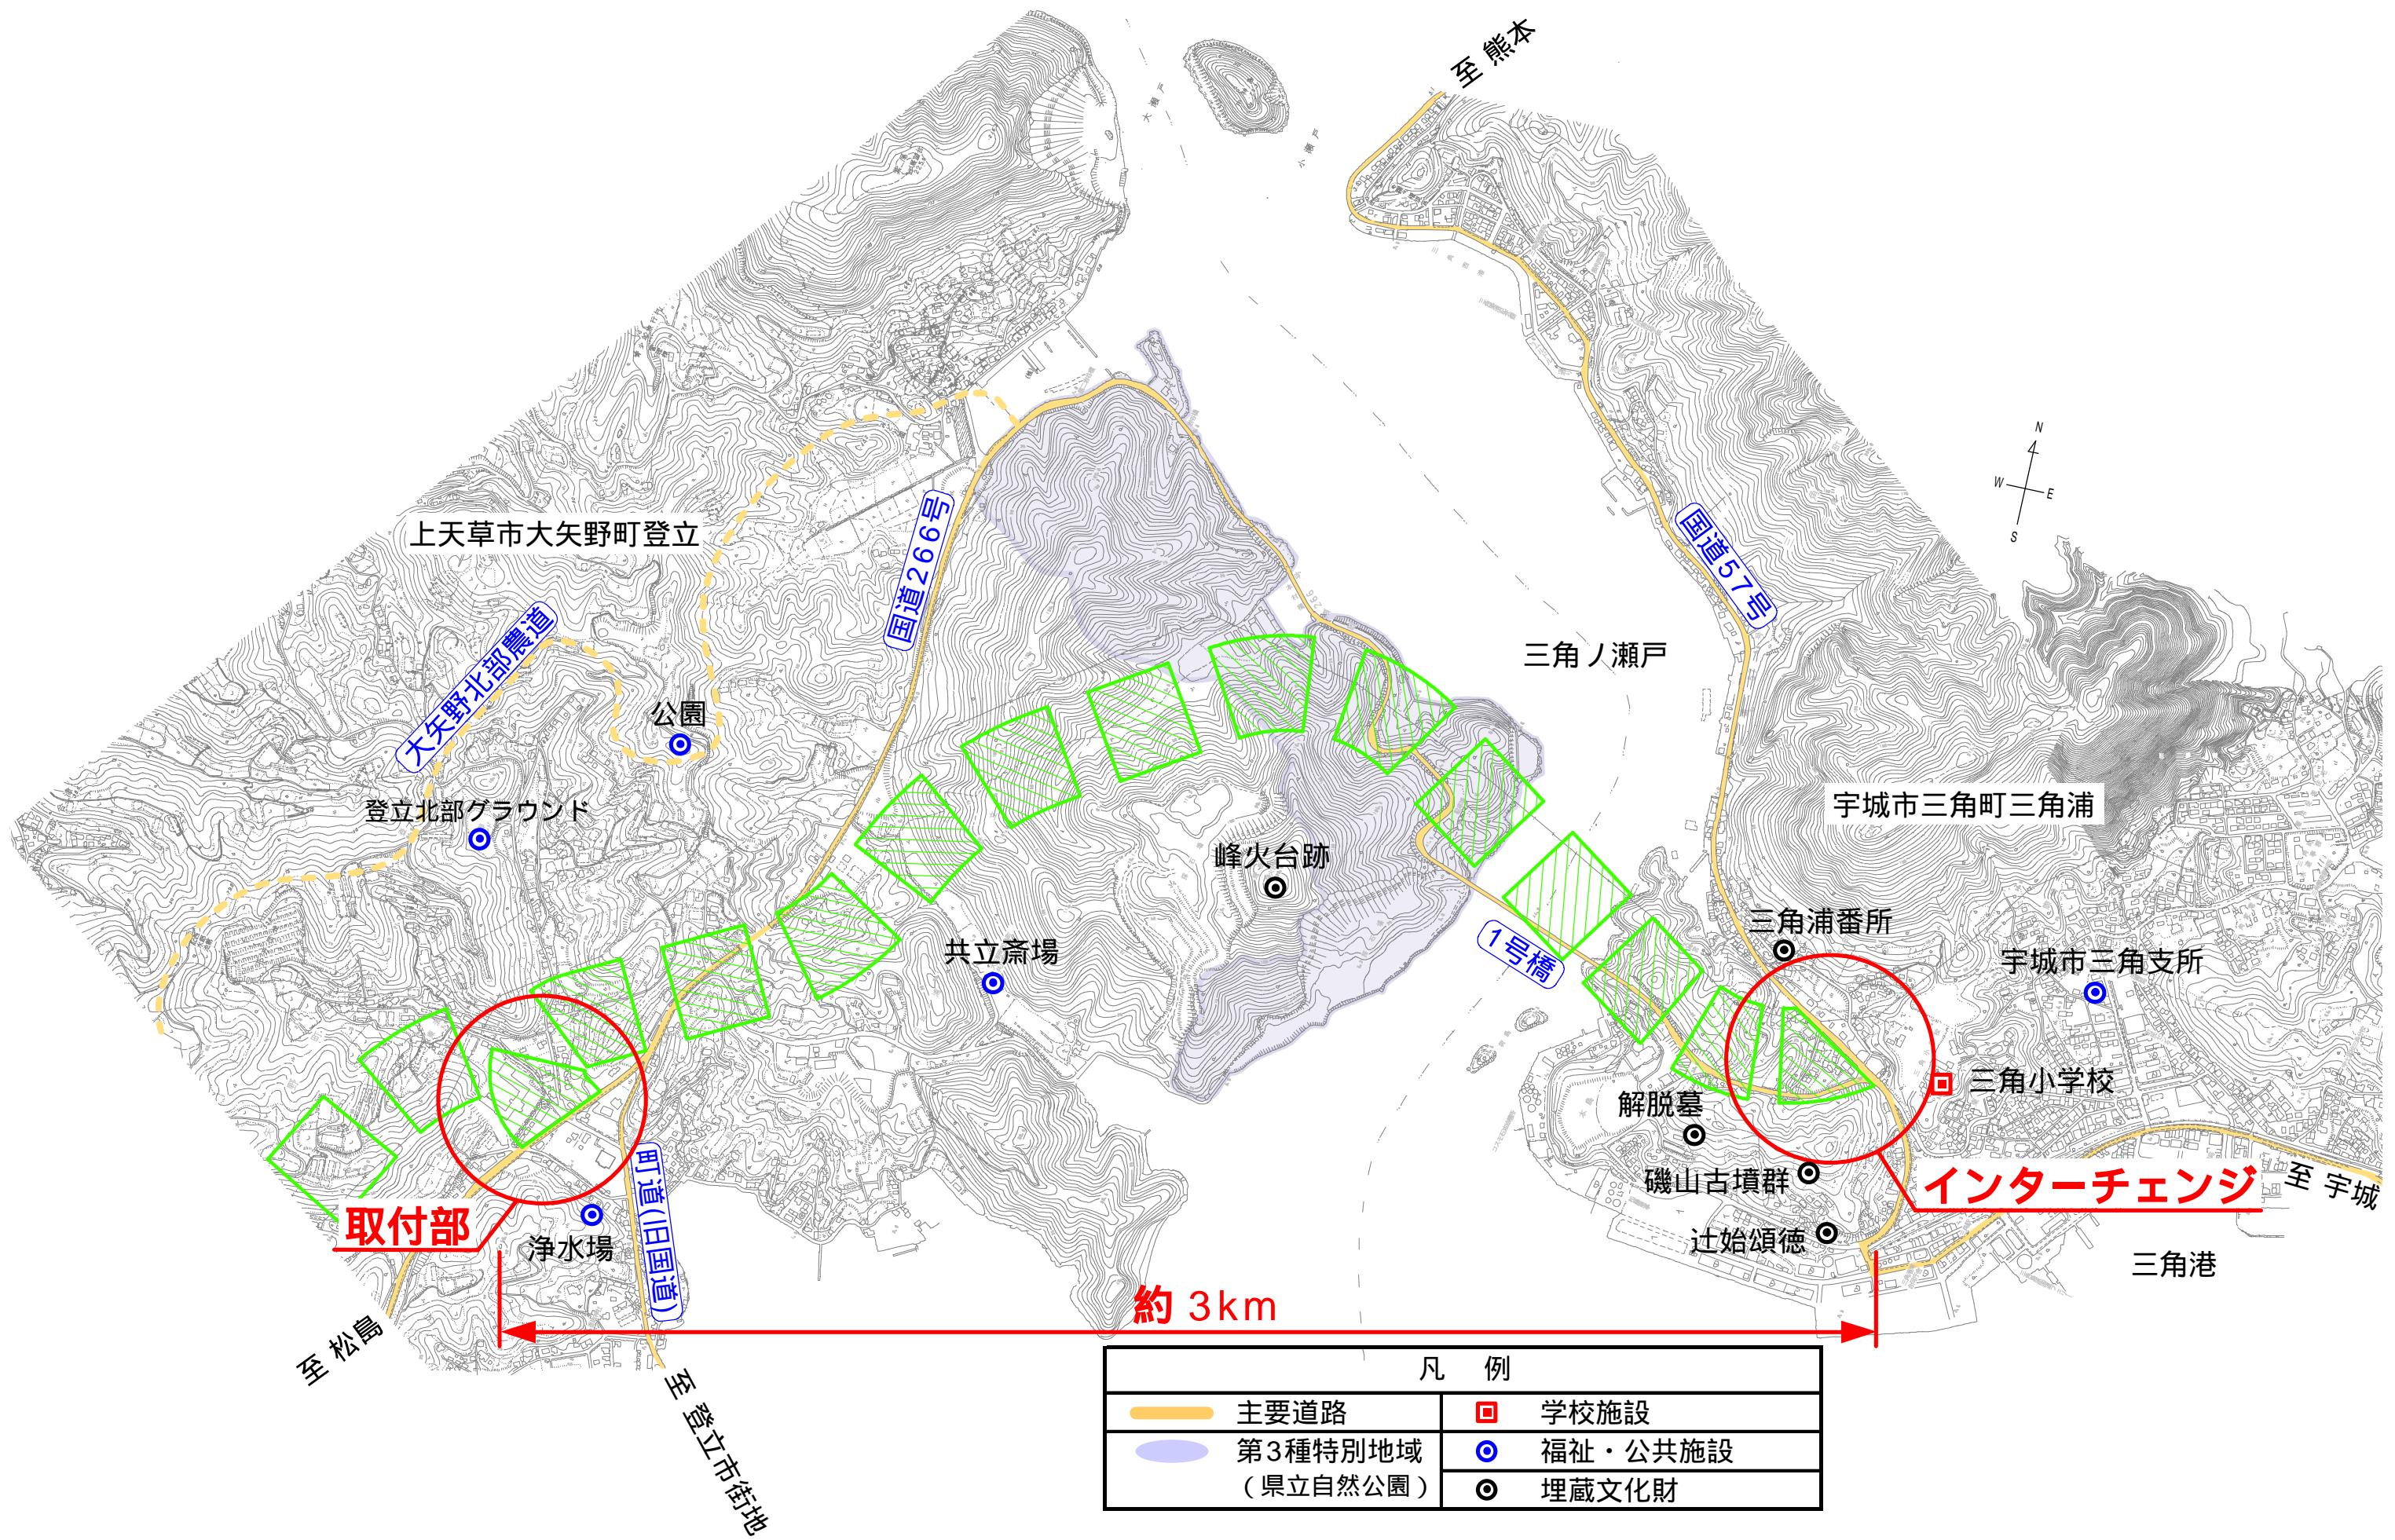 至 熊本
大瀬戸
小瀬戸
N
W
E
S
国道266号
国道57号
上天草市大矢野町登立
大矢野北部農道
公園
登立北部グラウンド
三角ノ瀬戸
宇城市三角町三角浦
峰火台跡
共立斎場
1号橋
三角浦番所
宇城市三角支所
三角小学校
解脱墓
磯山古墳群
辻始頌徳
インターチェンジ
至 宇城
三角港
取付部
浄水場
町道(旧国道)
約 3km
至 松島
至 登立市街地
凡 例
主要道路
学校施設
第3種特別地域
(県立自然公園)
福祉・公共施設
埋蔵文化財